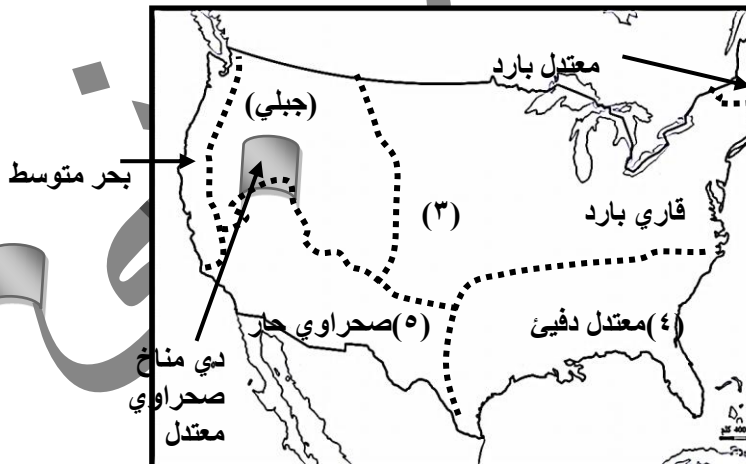 معتدل بارد
(جبلي)
بحر متوسط
(٣)
قاري بارد
(٥)صحراوي حار
(٤)معتدل دفيئ
دي مناخ
صحراوي
معتدل